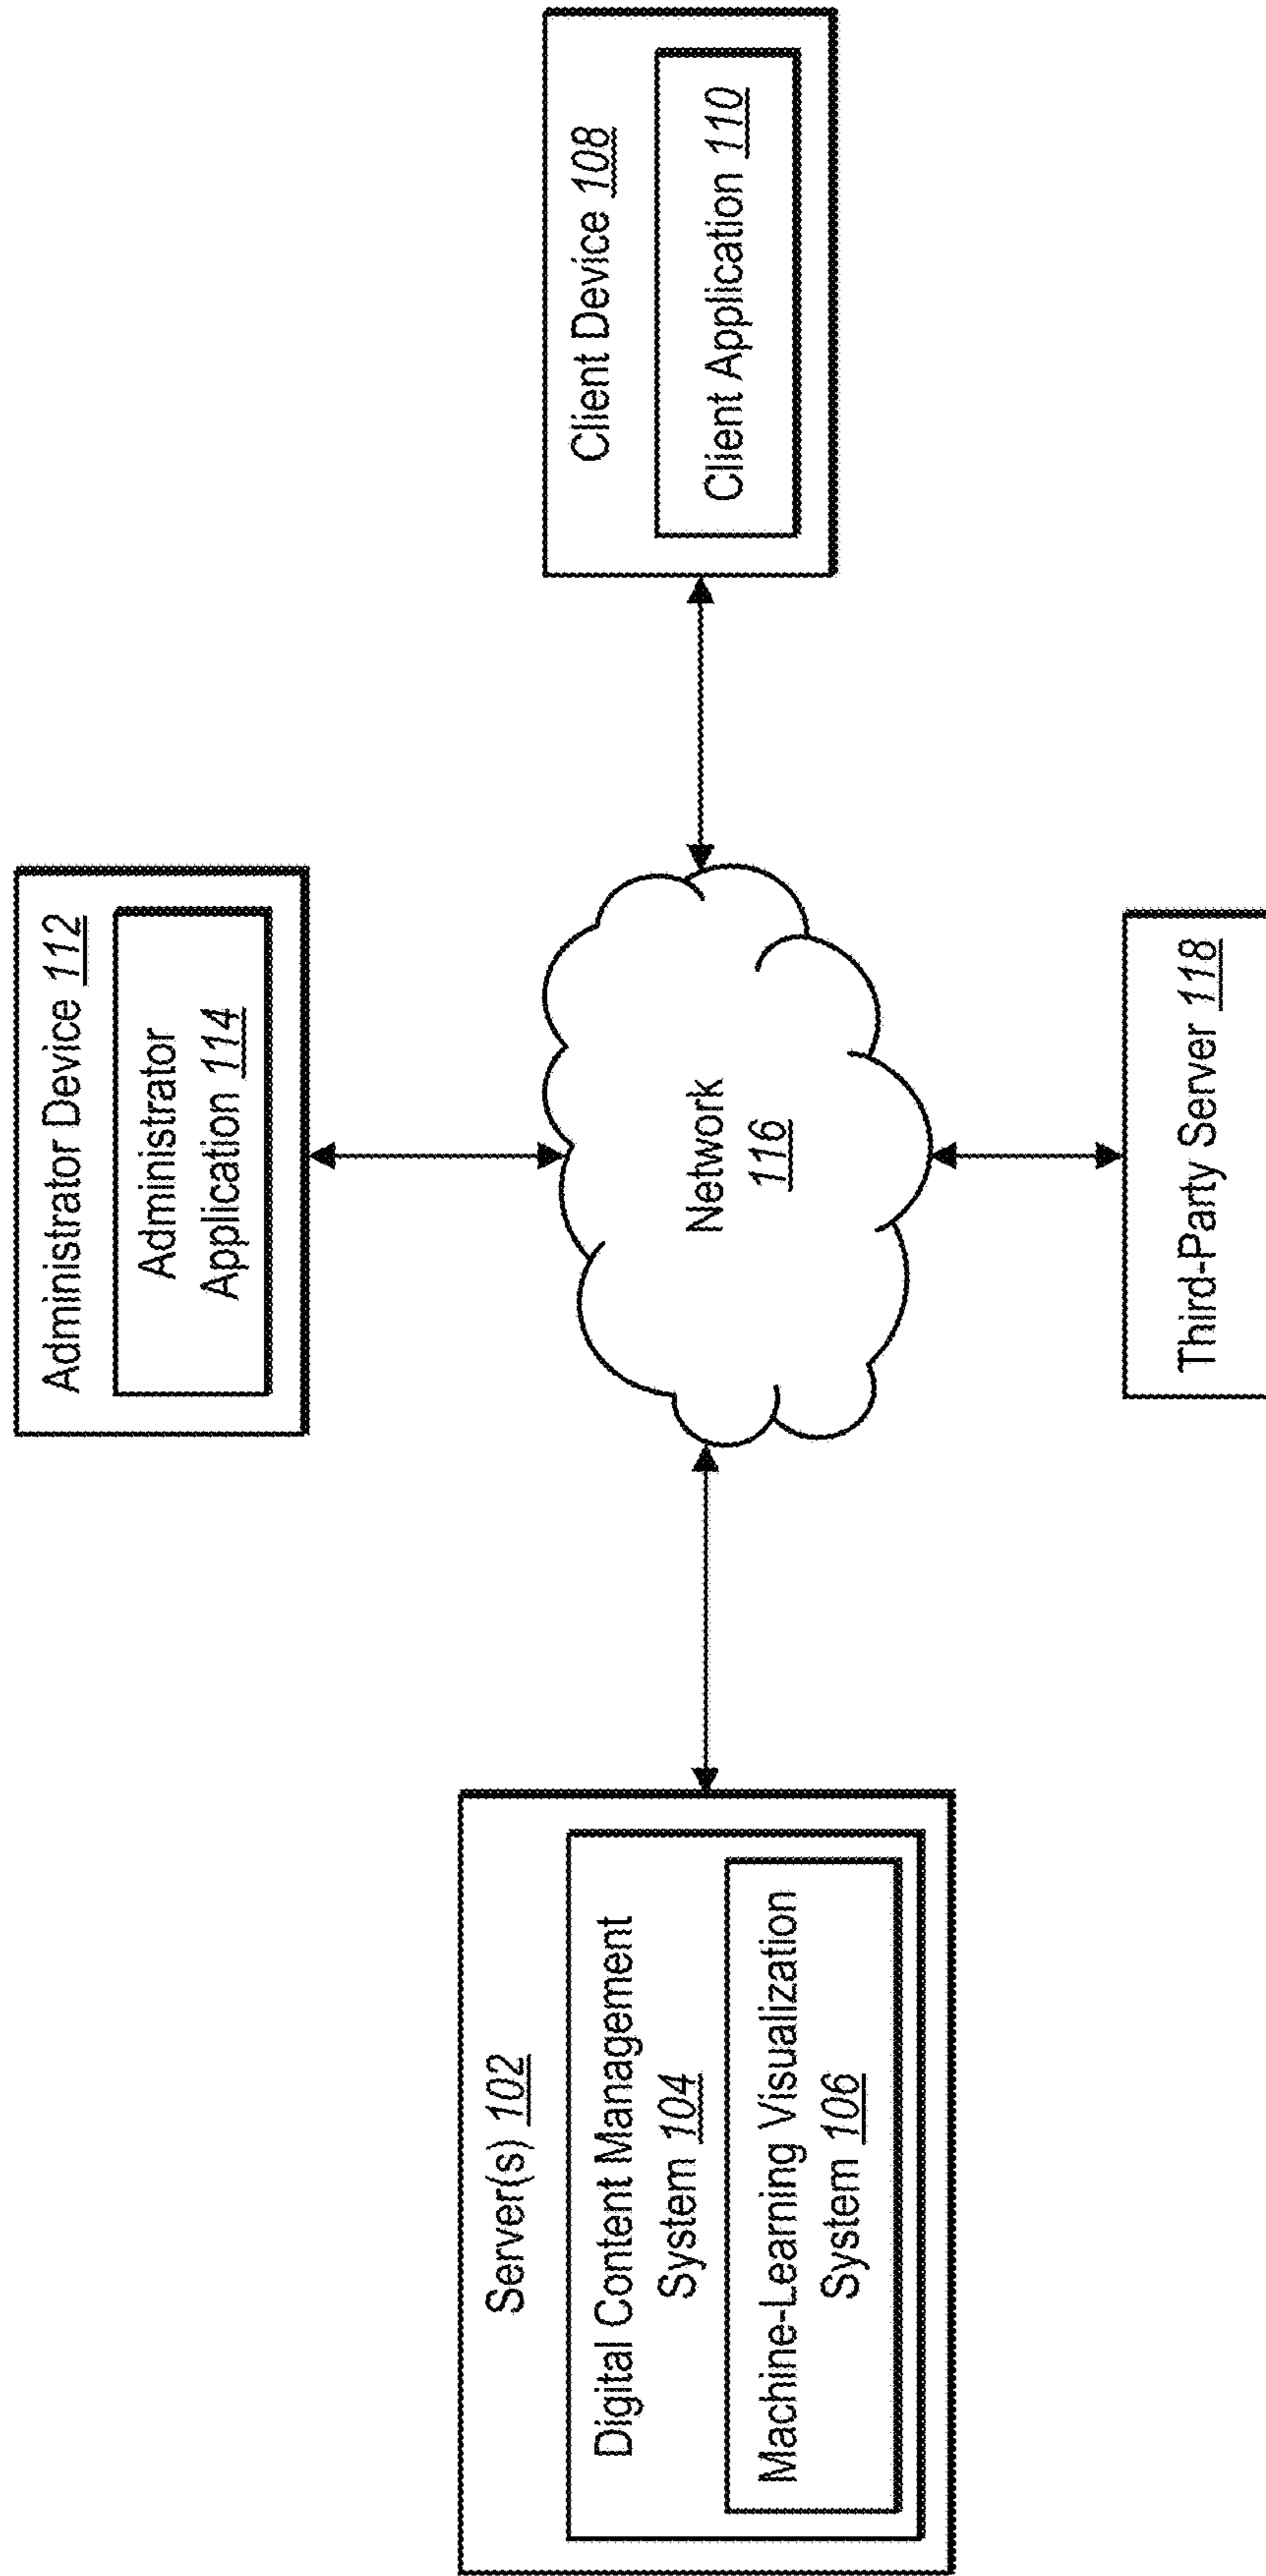 Administrator Device 112
Administrator
Application 114
Server(s) 102
Digital Content Management
System 104
Machine-Learning Visualization
System 106
Network
116
Client Device 108
Client Application 110
Third-Party Server 118